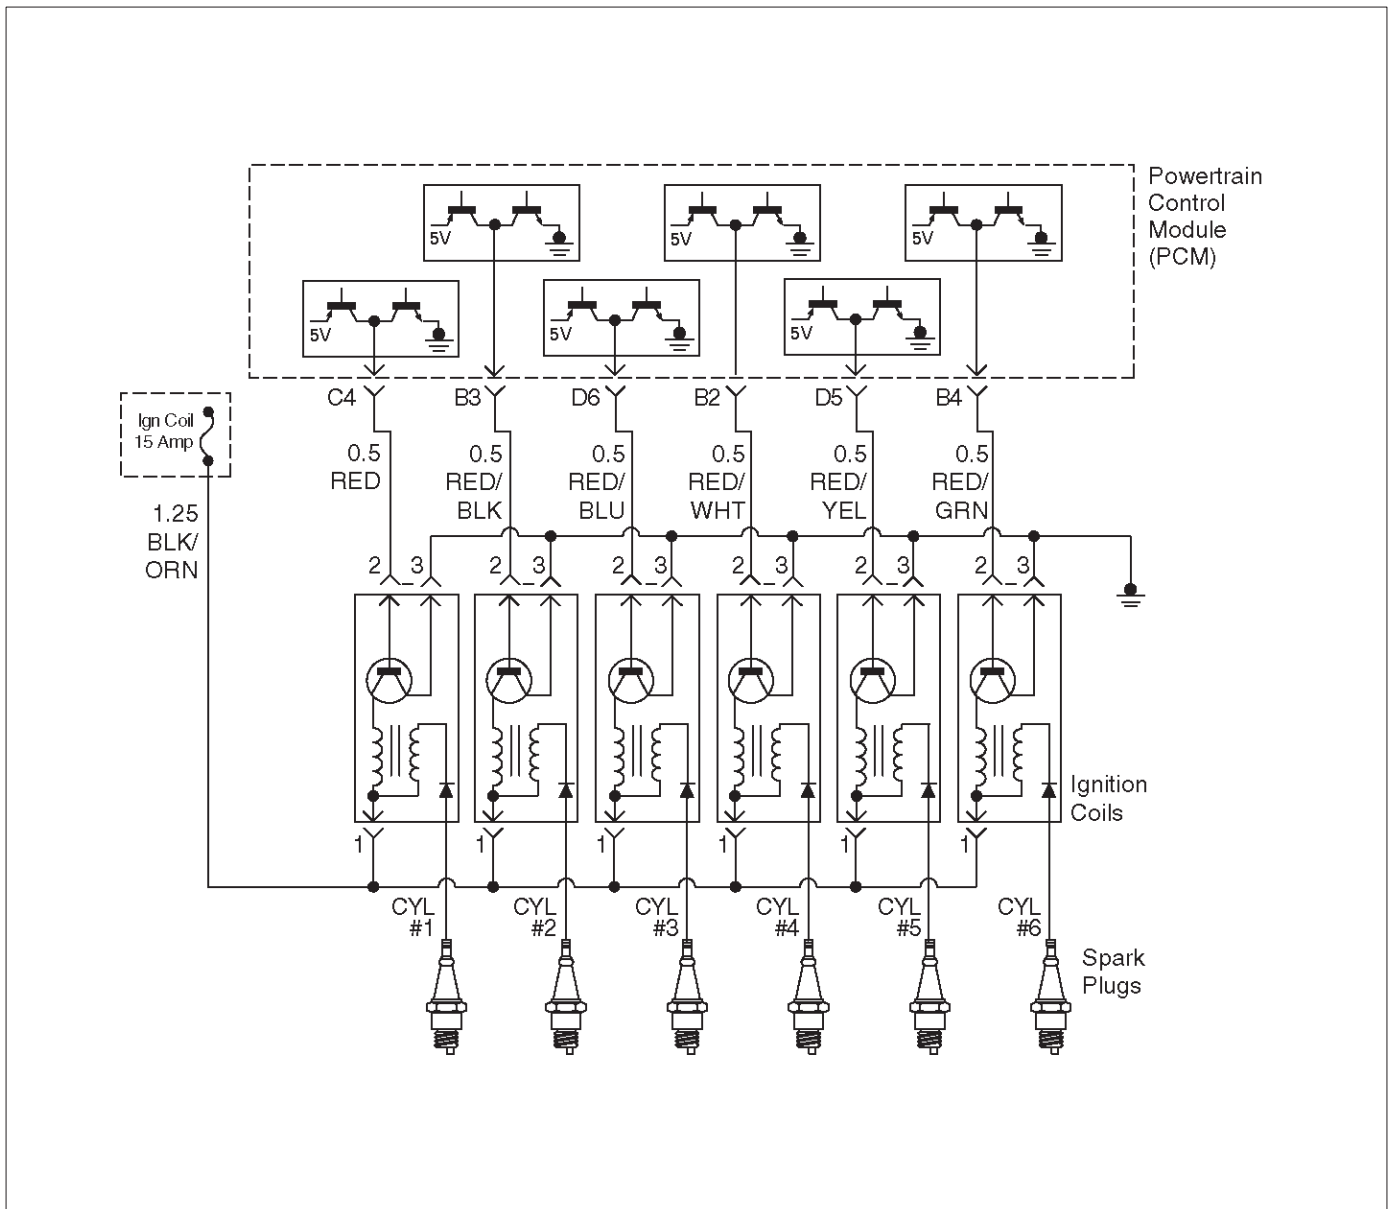 Powertrain
Control
Module
(PCM)
5V
5V
5V
5V
5V
5V
C4
B3
D6
B2
D5
B4
Ign Coil
15 Amp
0.5
RED
0.5
RED/
BLK
0.5
RED/
BLU
0.5
RED/
WHT
0.5
RED/
YEL
0.5
RED/
GRN
1.25
BLK/
ORN
2
3
2
3
2
3
2
3
2
3
2
3
Ignition
Coils
1
1
1
1
1
1
CYL
#1
CYL
#2
CYL
#3
CYL
#4
CYL
#5
CYL
#6
Spark
Plugs